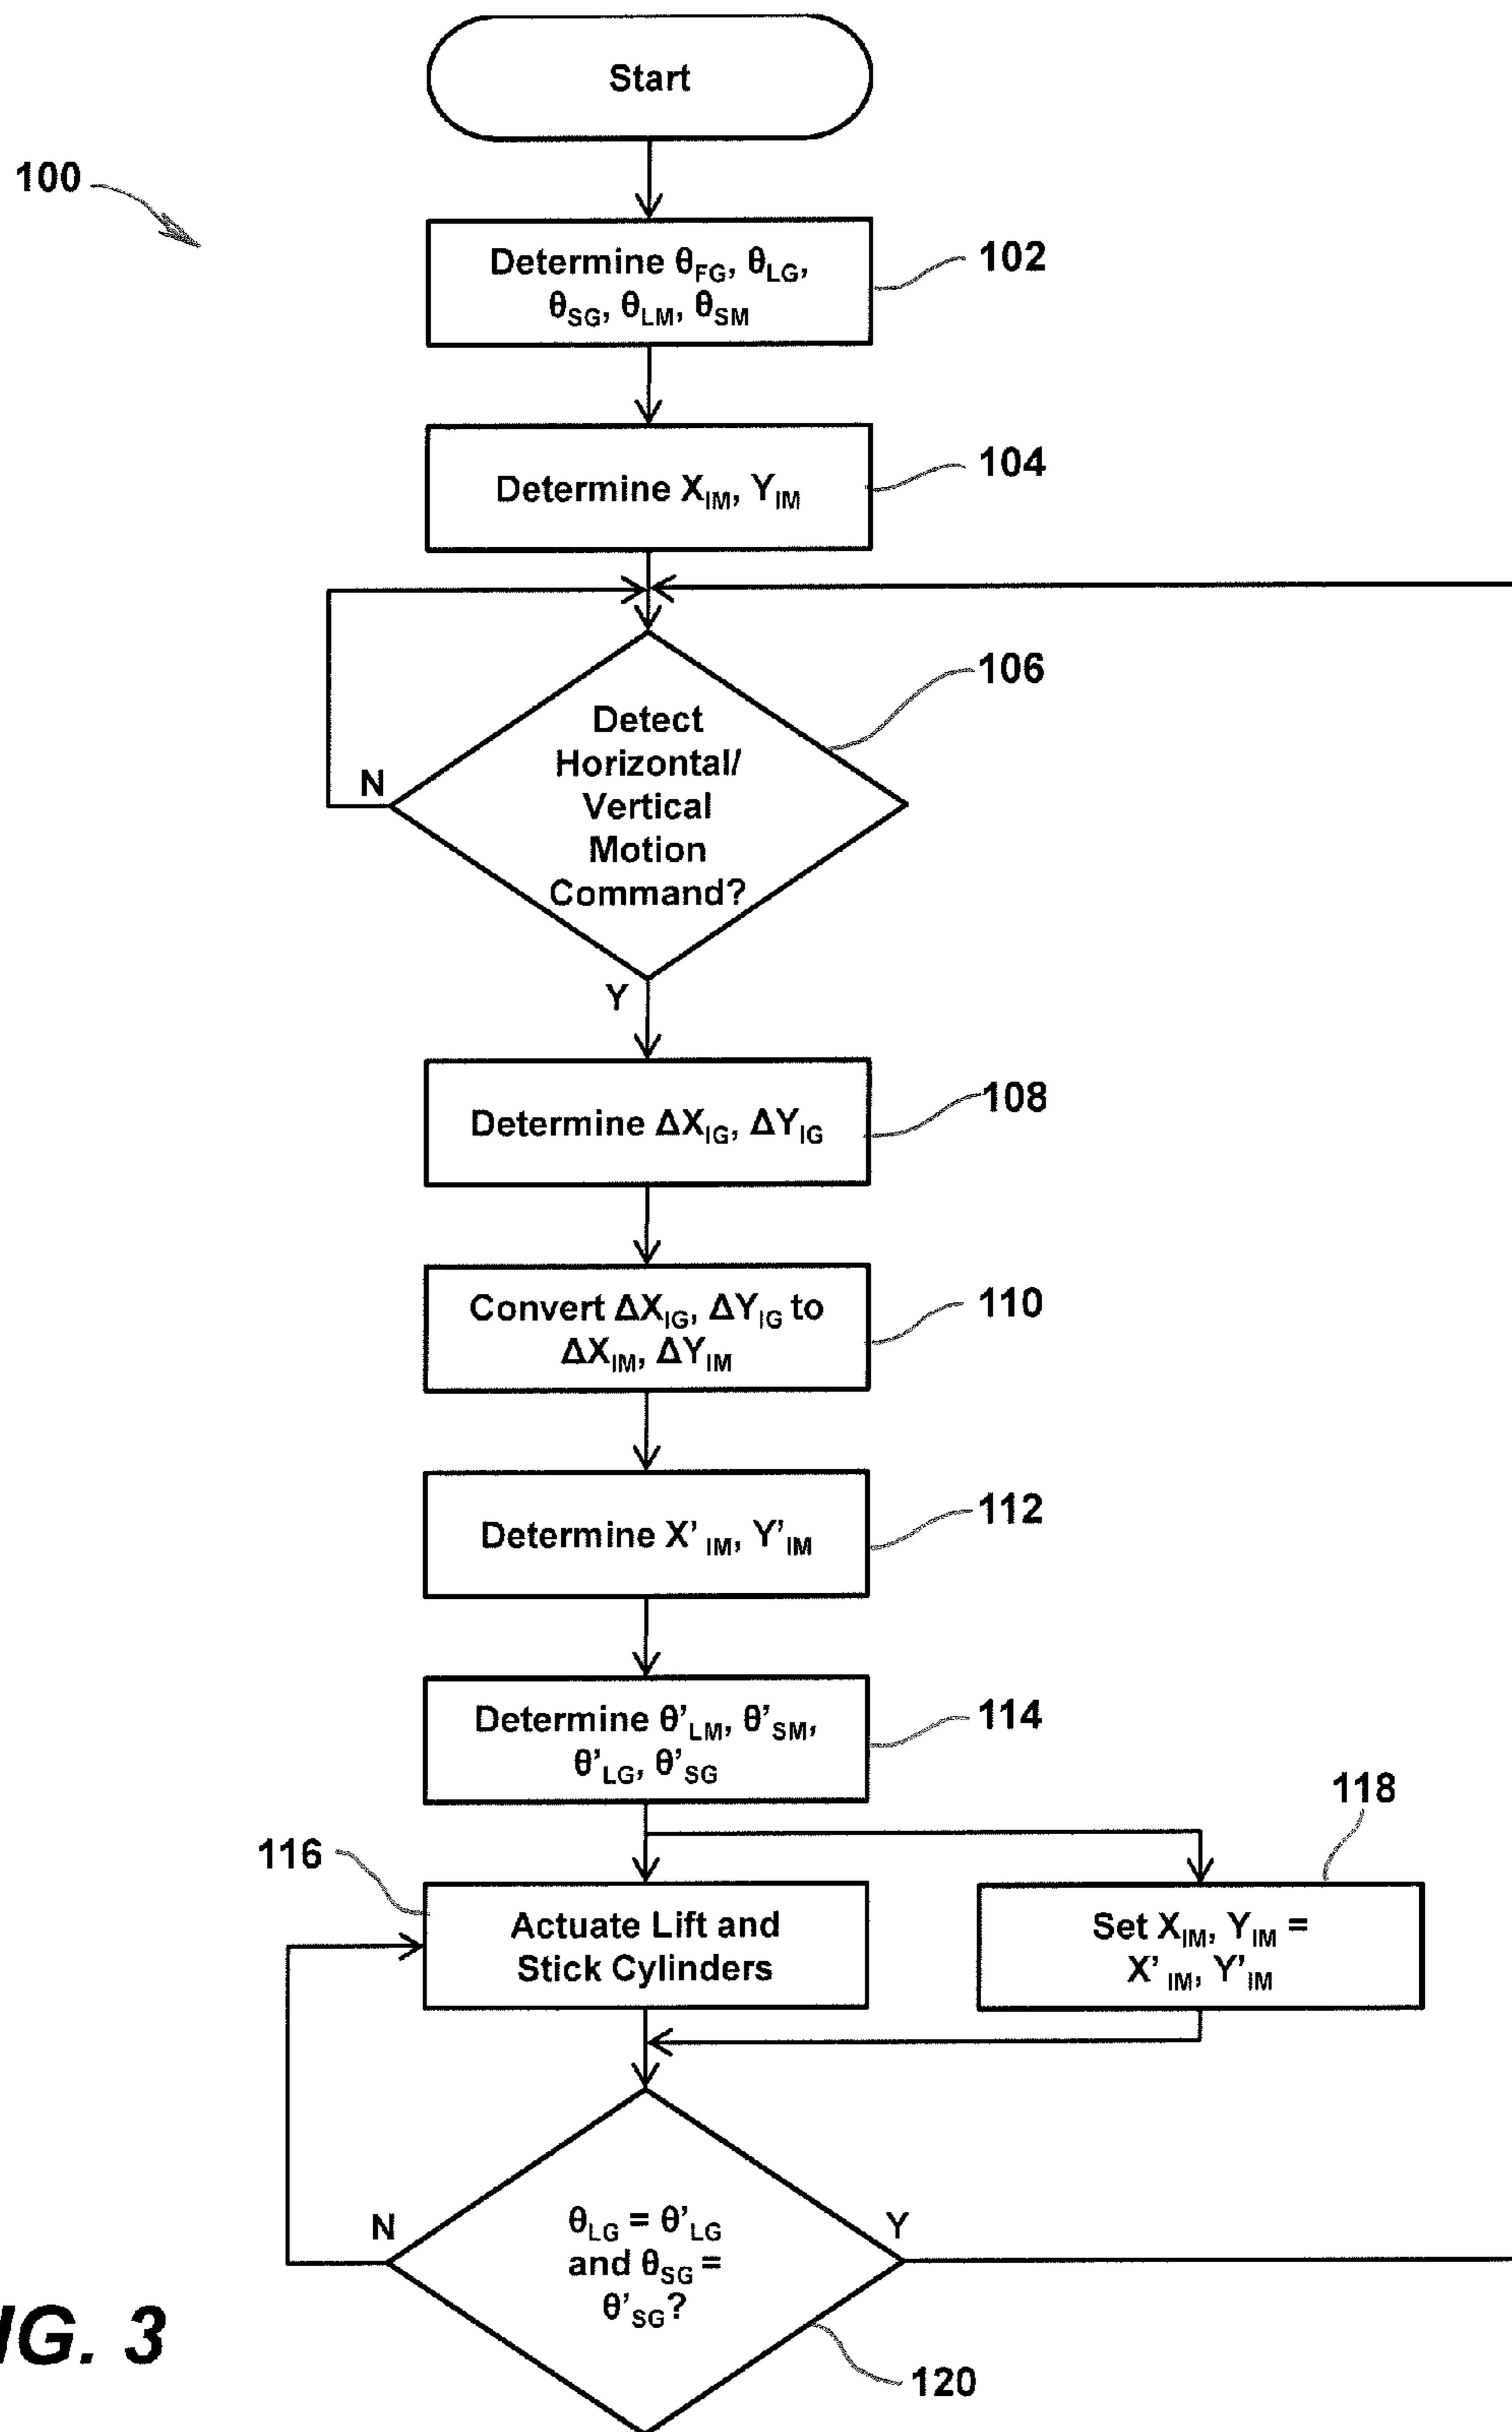 Start
100
Determine θFG, θLG,
θSG, θLM, θSM
102
Determine XIM, YIM
104
Detect
Horizontal/
Vertical
Motion
Command?
106
N
Y
Determine ΔXIG, ΔYIG
108
Convert ΔXIG, ΔYIG to
ΔXIM, ΔYIM
110
Determine X' IM, Y'IM
112
Determine θ'LM, θ'SM,
θ'LG, θ'SG
114
116
Actuate Lift and
Stick Cylinders
118
Set XIM, YIM =
X' IM, Y'IM
N
θLG = θ'LG
and θSG =
θ'SG?
Y
120
IG. 3